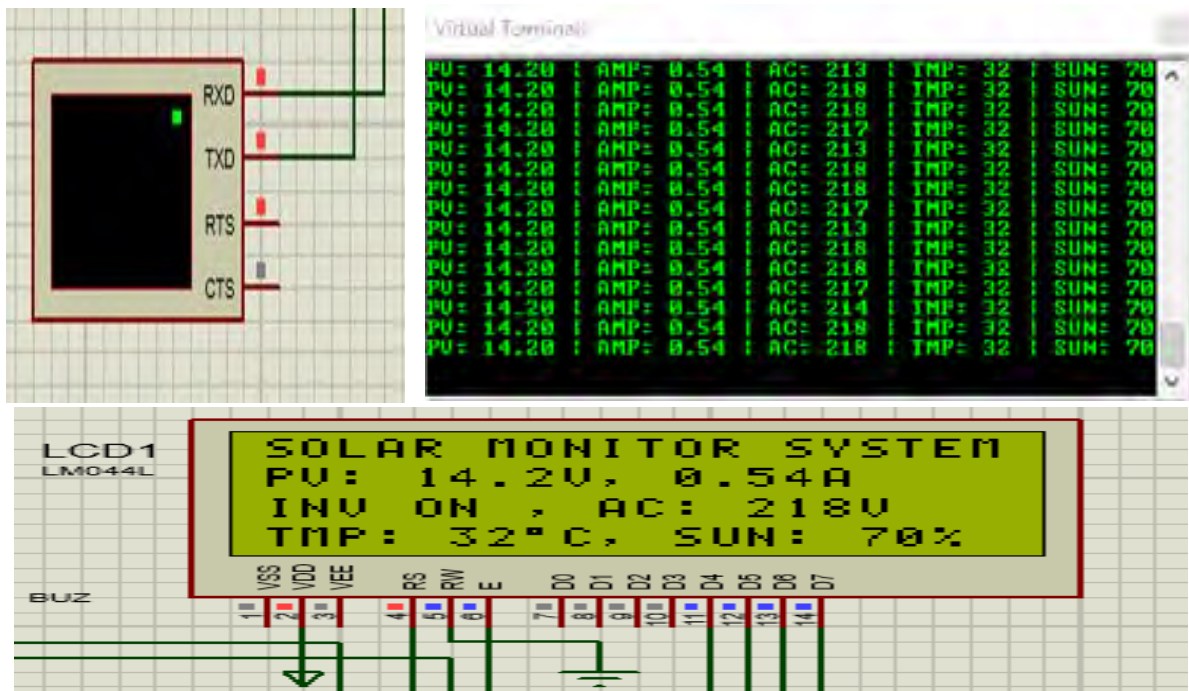 RXD
TXD
RTS
CTS
Virtual Terminal
PV= 14.20 | AMP= 0.54 | AC= 213 | TMP= 32 | SUN= 70
PV= 14.20 | AMP= 0.54 | AC= 218 | TMP= 32 | SUN= 70
PV= 14.20 | AMP= 0.54 | AC= 218 | TMP= 32 | SUN= 70
PV= 14.20 | AMP= 0.54 | AC= 217 | TMP= 32 | SUN= 70
PV= 14.20 | AMP= 0.54 | AC= 213 | TMP= 32 | SUN= 70
PV= 14.20 | AMP= 0.54 | AC= 218 | TMP= 32 | SUN= 70
PV= 14.20 | AMP= 0.54 | AC= 218 | TMP= 32 | SUN= 70
PV= 14.20 | AMP= 0.54 | AC= 217 | TMP= 32 | SUN= 70
PV= 14.20 | AMP= 0.54 | AC= 213 | TMP= 32 | SUN= 70
PV= 14.20 | AMP= 0.54 | AC= 218 | TMP= 32 | SUN= 70
PV= 14.20 | AMP= 0.54 | AC= 218 | TMP= 32 | SUN= 70
PV= 14.20 | AMP= 0.54 | AC= 217 | TMP= 32 | SUN= 70
PV= 14.20 | AMP= 0.54 | AC= 214 | TMP= 32 | SUN= 70
PV= 14.20 | AMP= 0.54 | AC= 218 | TMP= 32 | SUN= 70
PV= 14.20 | AMP= 0.54 | AC= 218 | TMP= 32 | SUN= 70
LCD1
LM044L
SOLAR MONITOR SYSTEM
PV: 14.2V, 0.54A
INV ON , AC: 218V
TMP: 32°C, SUN: 70%
VSS VDD VEE RS RW E D0 D1 D2 D3 D4 D5 D6 D7
1 2 3 4 5 6 7 8 9 10 11 12 13 14
BUZ